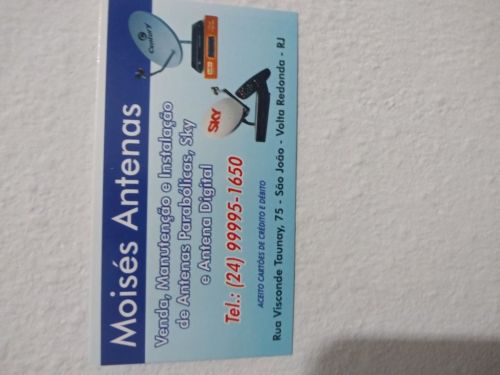 Moisés Antenas
Venda, Manutenção e Instalação
de Antenas Parabólicas, Sky
e Antena Digital
Tel.: (24) 99995-1650
ACEITO CARTÕES DE CRÉDITO E DÉBITO
Rua Visconde Taunay, 75 - São João - Volta Redonda - RJ
Century
SKY